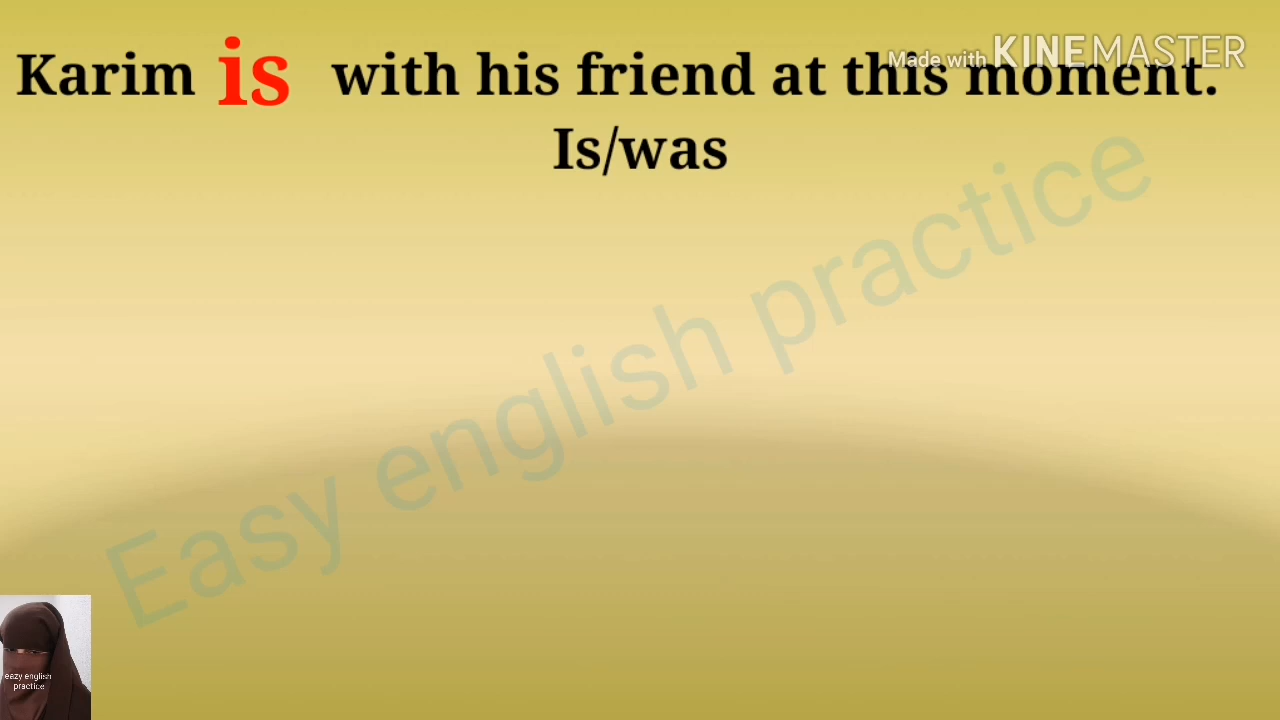 Karim is with his friend at this moment.
Made with KINEMASTER
Is/was
Easy english practice
eazy english
practice